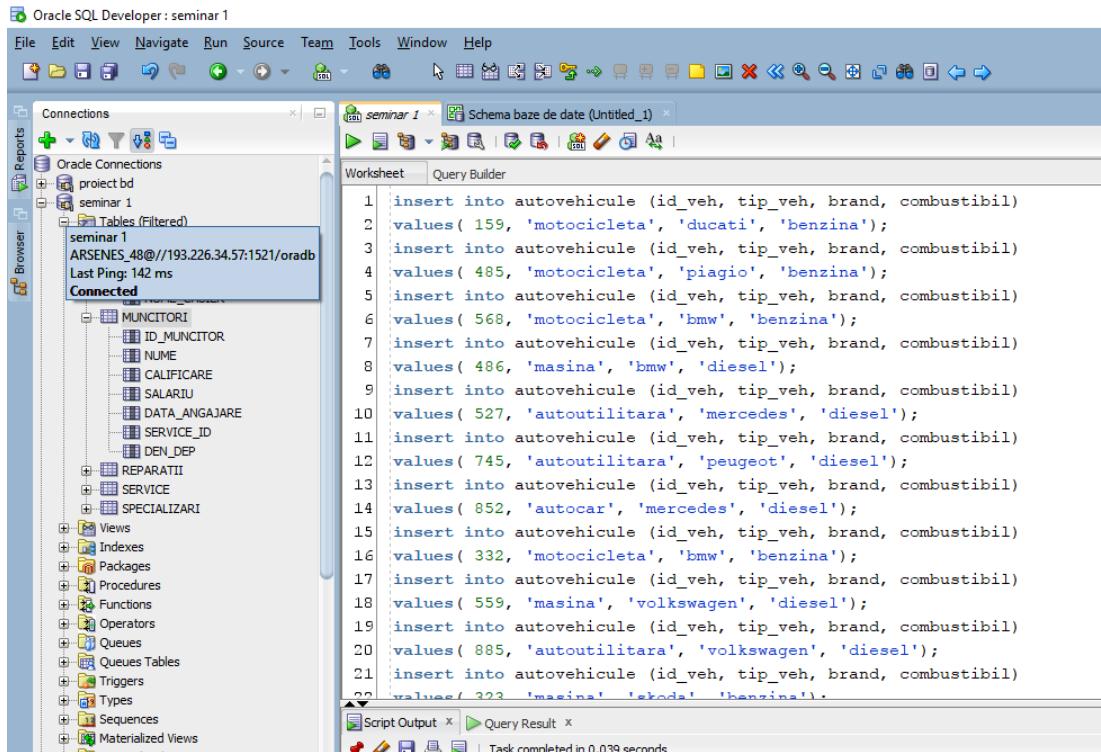 Oracle SQL Developer : seminar 1
File Edit View Navigate Run Source Team Tools Window Help
Reports
Browser
Connections
Oracle Connections
proiect bd
seminar 1
Tables (Filtered)
seminar 1
ARSENES_48@//193.226.34.57:1521/oradb
Last Ping: 142 ms
Connected
MUNCITORI
ID_MUNCITOR
NUME
CALIFICARE
SALARIU
DATA_ANGAJARE
SERVICE_ID
DEN_DEP
REPARATII
SERVICE
SPECIALIZARI
Views
Indexes
Packages
Procedures
Functions
Operators
Queues
Queues Tables
Triggers
Types
Sequences
Materialized Views
seminar 1 Schema baze de date (Untitled_1)
Worksheet Query Builder
1 insert into autovehicule (id_veh, tip_veh, brand, combustibil)
2 values( 159, 'motocicleta', 'ducati', 'benzina');
3 insert into autovehicule (id_veh, tip_veh, brand, combustibil)
4 values( 485, 'motocicleta', 'piagio', 'benzina');
5 insert into autovehicule (id_veh, tip_veh, brand, combustibil)
6 values( 568, 'motocicleta', 'bmw', 'benzina');
7 insert into autovehicule (id_veh, tip_veh, brand, combustibil)
8 values( 486, 'masina', 'bmw', 'diesel');
9 insert into autovehicule (id_veh, tip_veh, brand, combustibil)
10 values( 527, 'autoutilitara', 'mercedes', 'diesel');
11 insert into autovehicule (id_veh, tip_veh, brand, combustibil)
12 values( 745, 'autoutilitara', 'peugeot', 'diesel');
13 insert into autovehicule (id_veh, tip_veh, brand, combustibil)
14 values( 852, 'autocar', 'mercedes', 'diesel');
15 insert into autovehicule (id_veh, tip_veh, brand, combustibil)
16 values( 332, 'motocicleta', 'bmw', 'benzina');
17 insert into autovehicule (id_veh, tip_veh, brand, combustibil)
18 values( 559, 'masina', 'volkswagen', 'diesel');
19 insert into autovehicule (id_veh, tip_veh, brand, combustibil)
20 values( 885, 'autoutilitara', 'volkswagen', 'diesel');
21 insert into autovehicule (id_veh, tip_veh, brand, combustibil)
22 values( 323, 'masina', 'skoda', 'benzina');
Script Output x Query Result x
Task completed in 0.039 seconds